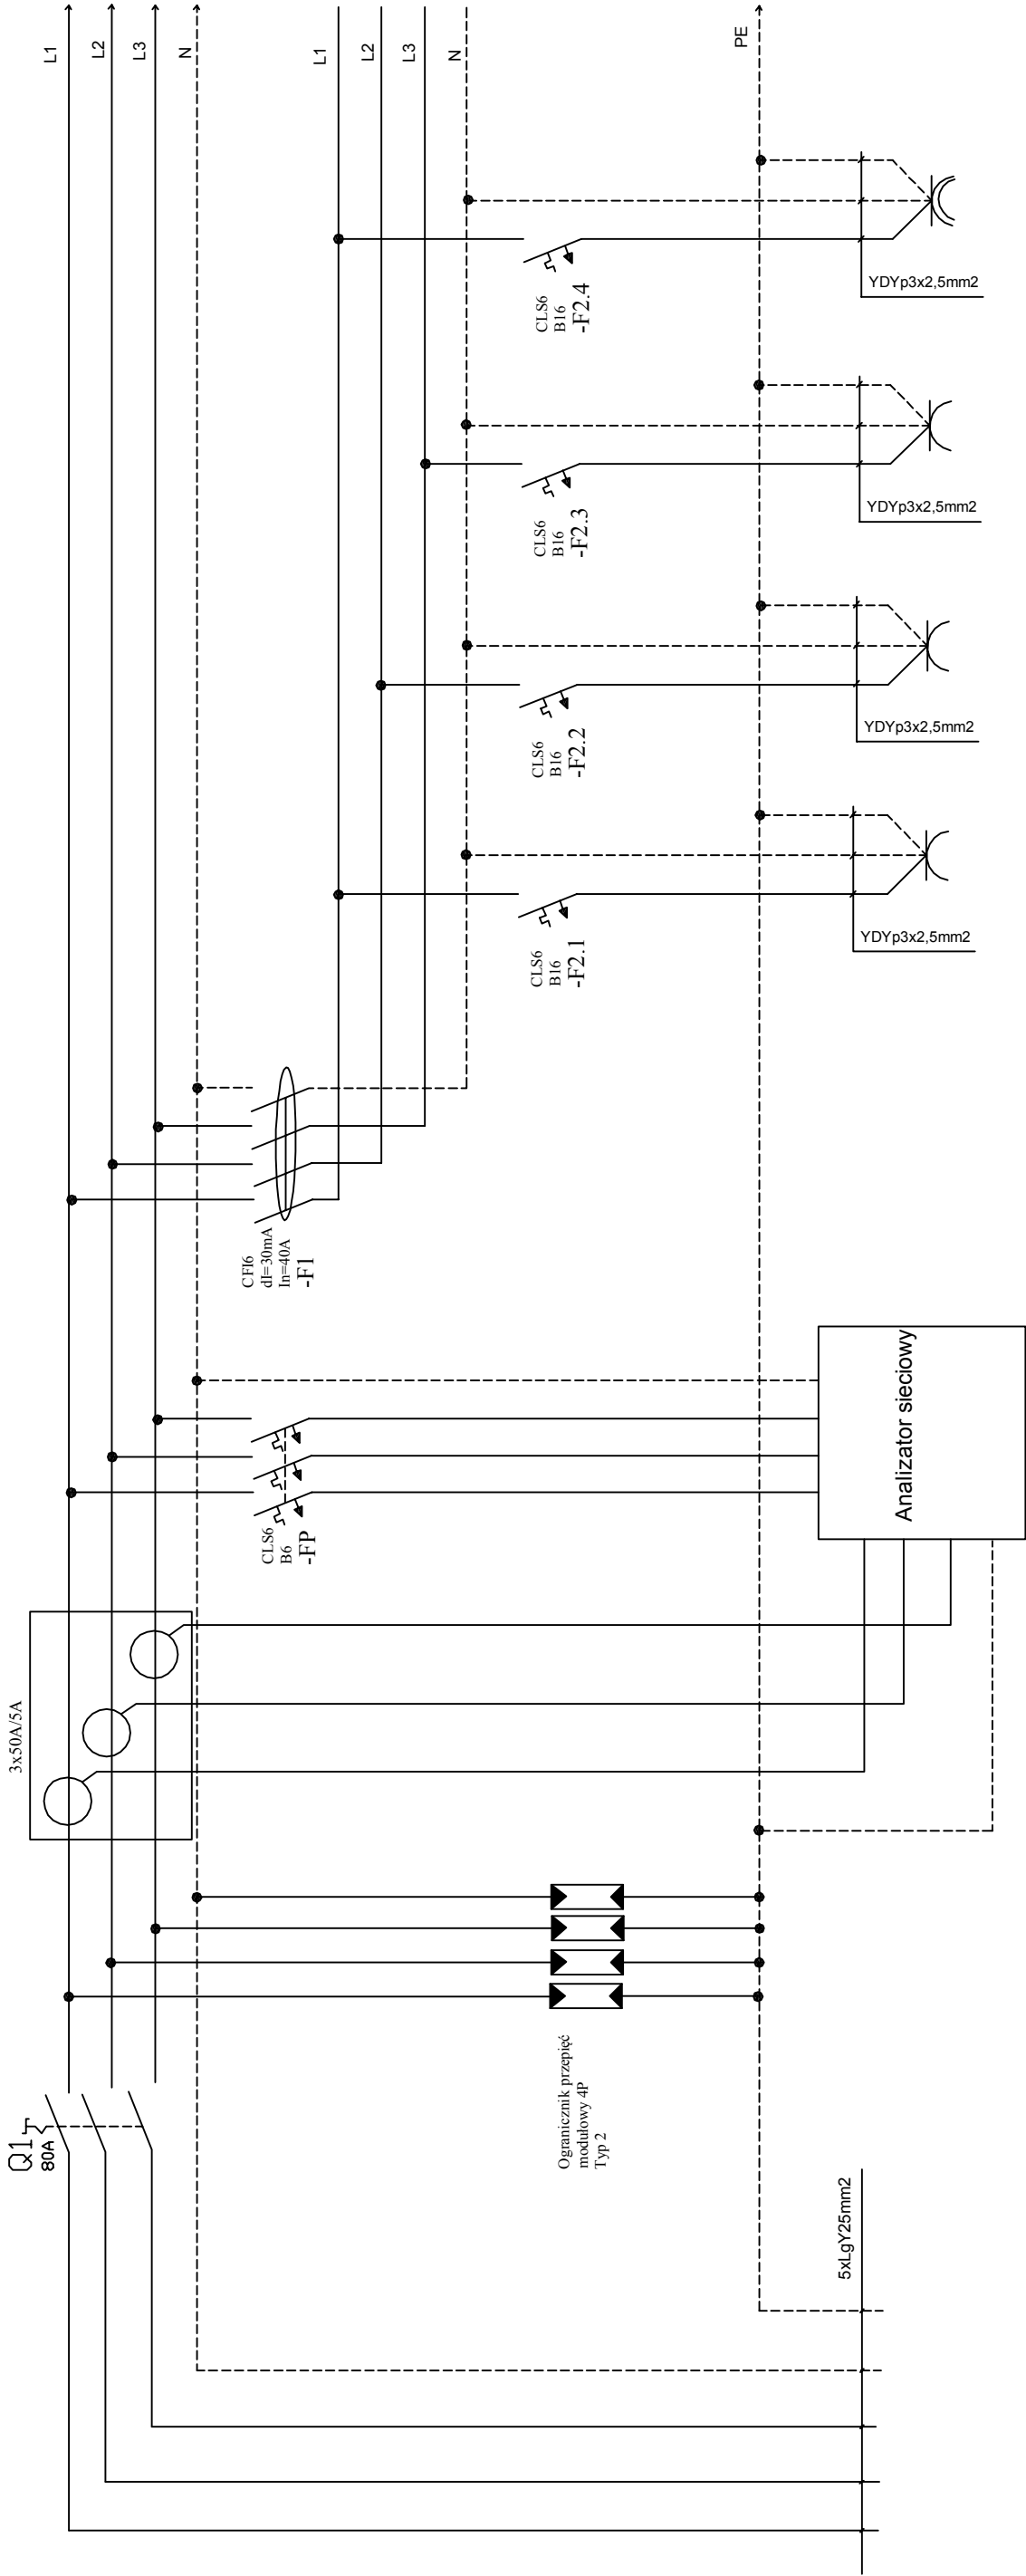 L1
L2
L3
N
L1
L2
L3
N
PE
CLS6
B16
-F2.4
YDYp3x2,5mm2
CLS6
B16
-F2.3
YDYp3x2,5mm2
CLS6
B16
-F2.2
YDYp3x2,5mm2
CLS6
B16
-F2.1
YDYp3x2,5mm2
CFI6
dI=30mA
In=40A
-F1
CLS6
B6
-FP
Analizator sieciowy
3x50A/5A
Ogranicznik przepięć
modułowy 4P
Typ 2
Q1
80A
5xLgY25mm2